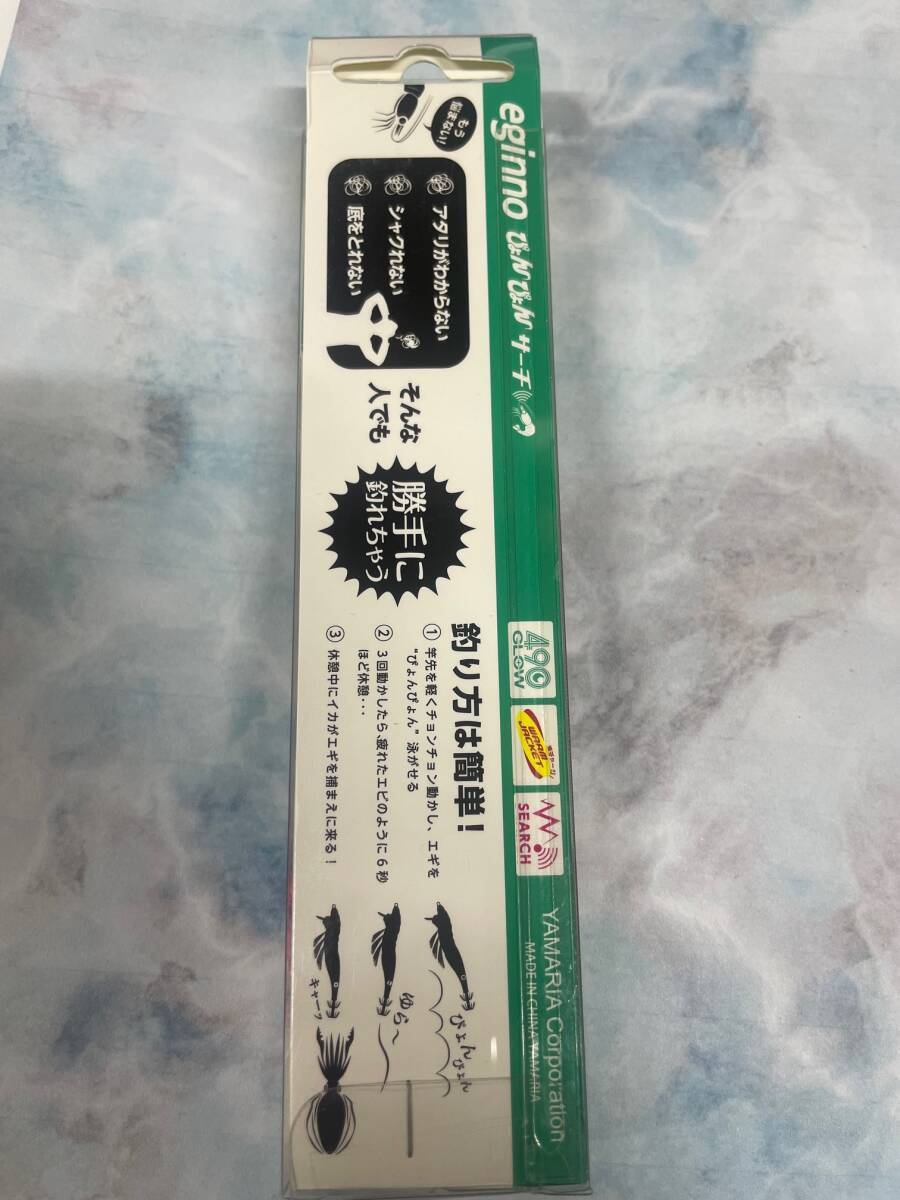 eginno ぴょんぴょんサーチ
490
GLOW
WARM
JACKET
SEARCH
YAMARIA Corporation
MADE IN CHINA YAMARIA
もう
悩まない!
アタリがわからない
シャクれない
底をとれない
そんな
人でも
勝手に
釣れちゃう
釣り方は簡単!
① 竿先を軽くチョンチョン動かし、エギを
“ぴょんぴょん”泳がせる
② 3回動かしたら、疲れたエビのように6秒
ほど休憩・・・
③ 休憩中にイカがエギを捕まえに来る!
ぴょんぴょん
ゆら〜
キャーッ